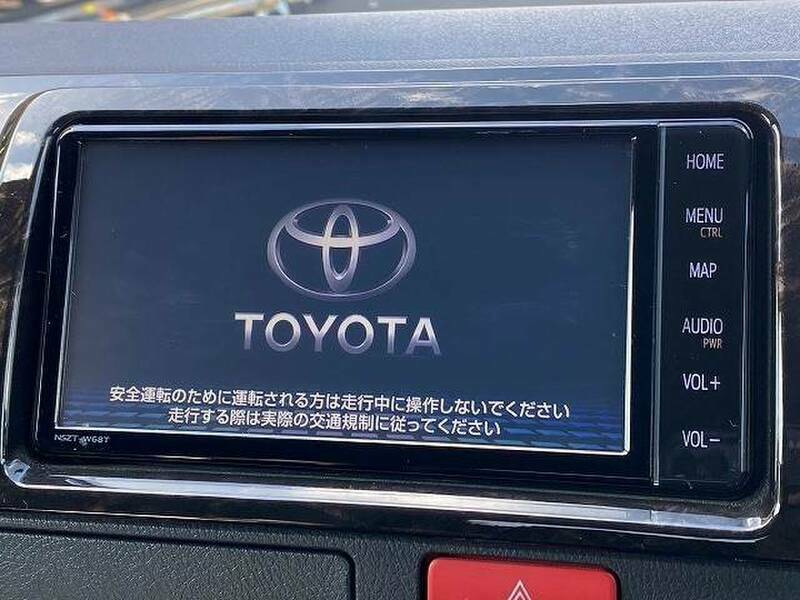 TOYOTA
安全運転のために運転される方は走行中に操作しないでください
走行する際は実際の交通規制に従ってください
NSZT-W68T
HOME
MENU
CTRL
MAP
AUDIO
PWR
VOL+
VOL−